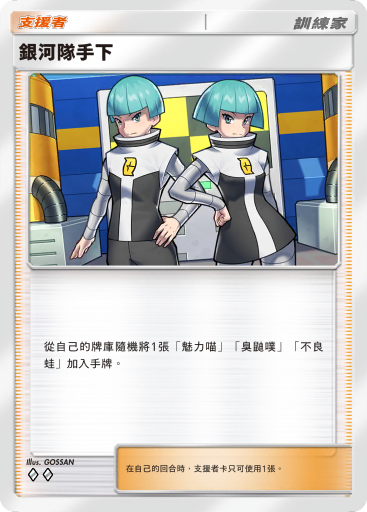 支援者
訓練家
銀河隊手下
從自己的牌庫隨機將1張「魅力喵」「臭鼬噗」「不良
蛙」加入手牌。
Illus. GOSSAN
在自己的回合時,支援者卡只可使用1張。